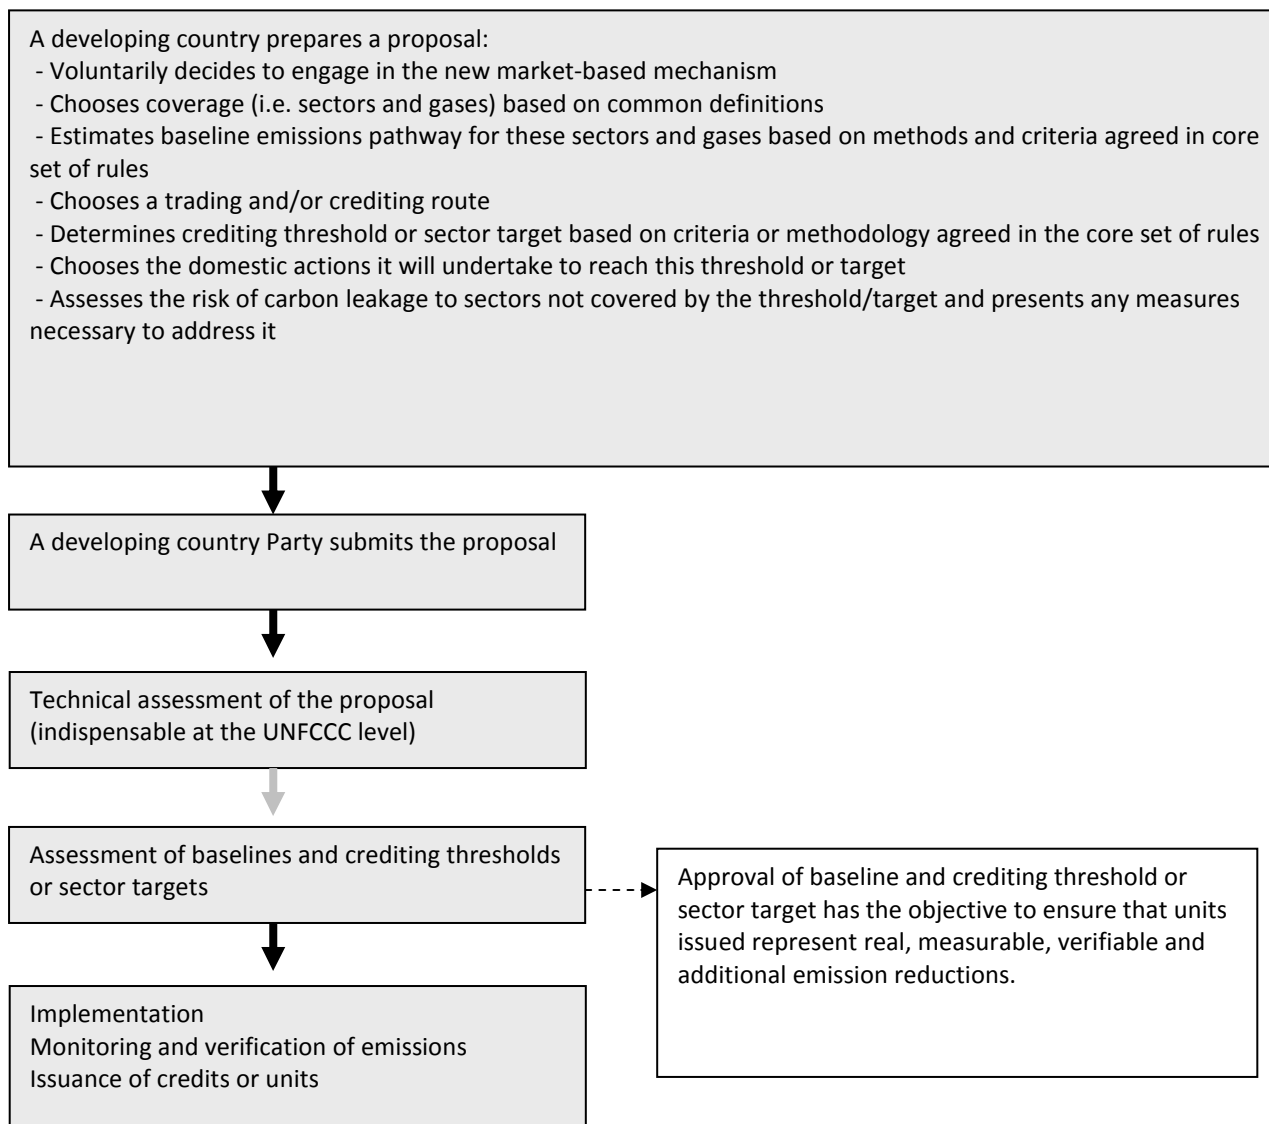 A developing country prepares a proposal:
- Voluntarily decides to engage in the new market-based mechanism
- Chooses coverage (i.e. sectors and gases) based on common definitions
- Estimates baseline emissions pathway for these sectors and gases based on methods and criteria agreed in core
set of rules
- Chooses a trading and/or crediting route
- Determines crediting threshold or sector target based on criteria or methodology agreed in the core set of rules
- Chooses the domestic actions it will undertake to reach this threshold or target
- Assesses the risk of carbon leakage to sectors not covered by the threshold/target and presents any measures
necessary to address it
A developing country Party submits the proposal
Technical assessment of the proposal
(indispensable at the UNFCCC level)
Assessment of baselines and crediting thresholds
or sector targets
Approval of baseline and crediting threshold or
sector target has the objective to ensure that units
issued represent real, measurable, verifiable and
additional emission reductions.
Implementation
Monitoring and verification of emissions
Issuance of credits or units